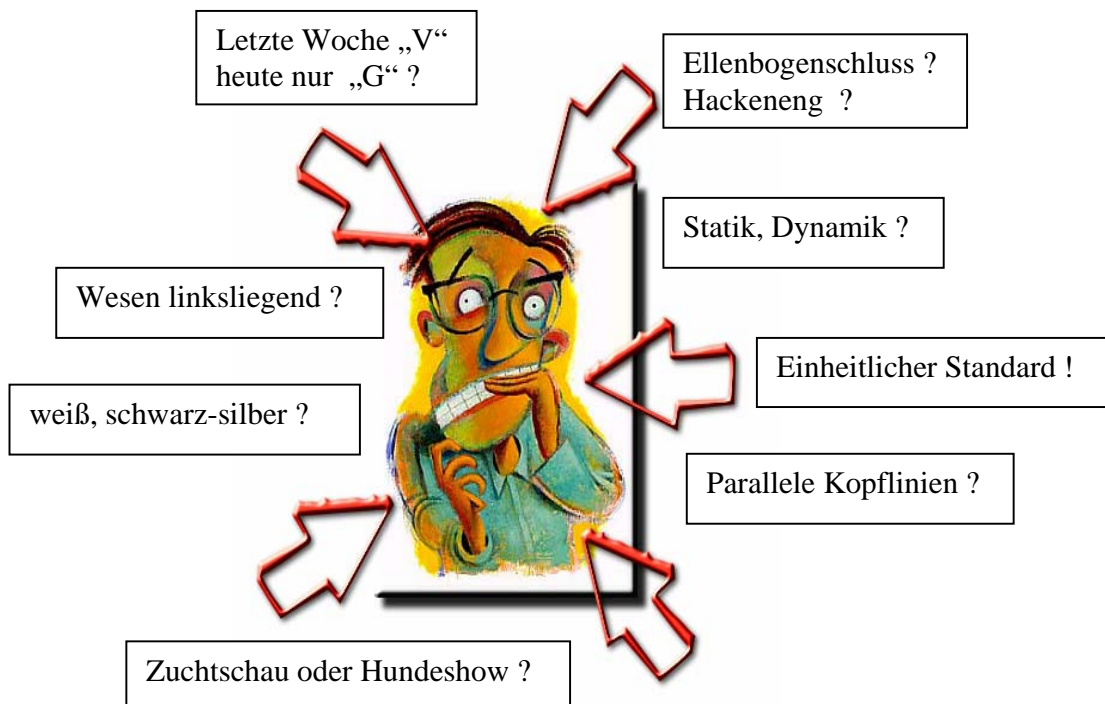 Letzte Woche „V“
heute nur „G“ ?
Ellenbogenschluss ?
Hackeneng ?
Statik, Dynamik ?
Wesen linksliegend ?
Einheitlicher Standard !
weiß, schwarz-silber ?
Parallele Kopflinien ?
Zuchtschau oder Hundeshow ?